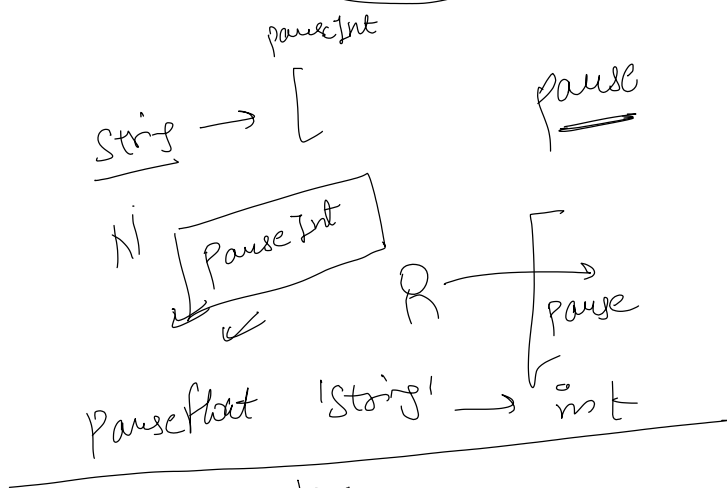 pauseInt
String →
pause
Ni
PauseInt
R → pause
Pausefloat 'String' → int